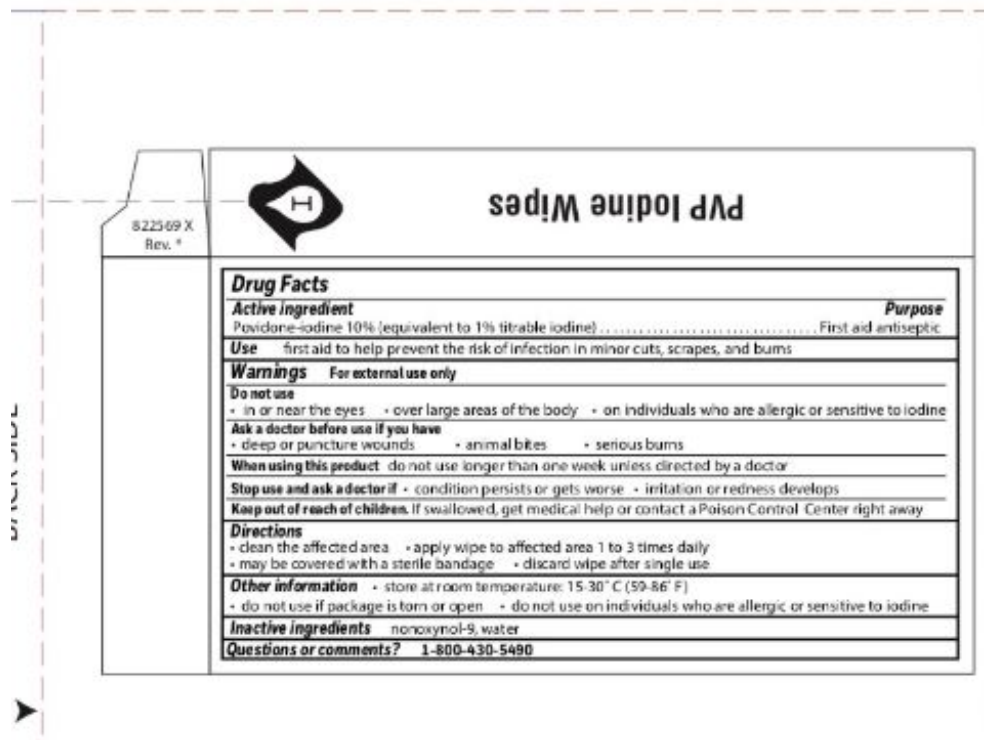 PVP Iodine Wipes
H
822569 X
Rev. *
BACK SIDE
Drug Facts
Active ingredient Purpose
Povidone-iodine 10% (equivalent to 1% titrable iodine)................................First aid antiseptic
Use first aid to help prevent the risk of infection in minor cuts, scrapes, and burns
Warnings For external use only
Do not use
• in or near the eyes • over large areas of the body • on individuals who are allergic or sensitive to iodine
Ask a doctor before use if you have
• deep or puncture wounds • animal bites • serious burns
When using this product do not use longer than one week unless directed by a doctor
Stop use and ask a doctor if • condition persists or gets worse • irritation or redness develops
Keep out of reach of children. If swallowed, get medical help or contact a Poison Control Center right away
Directions
• clean the affected area • apply wipe to affected area 1 to 3 times daily
• may be covered with a sterile bandage • discard wipe after single use
Other information • store at room temperature: 15-30° C (59-86° F)
• do not use if package is torn or open • do not use on individuals who are allergic or sensitive to iodine
Inactive ingredients nonoxynol-9, water
Questions or comments? 1-800-430-5490